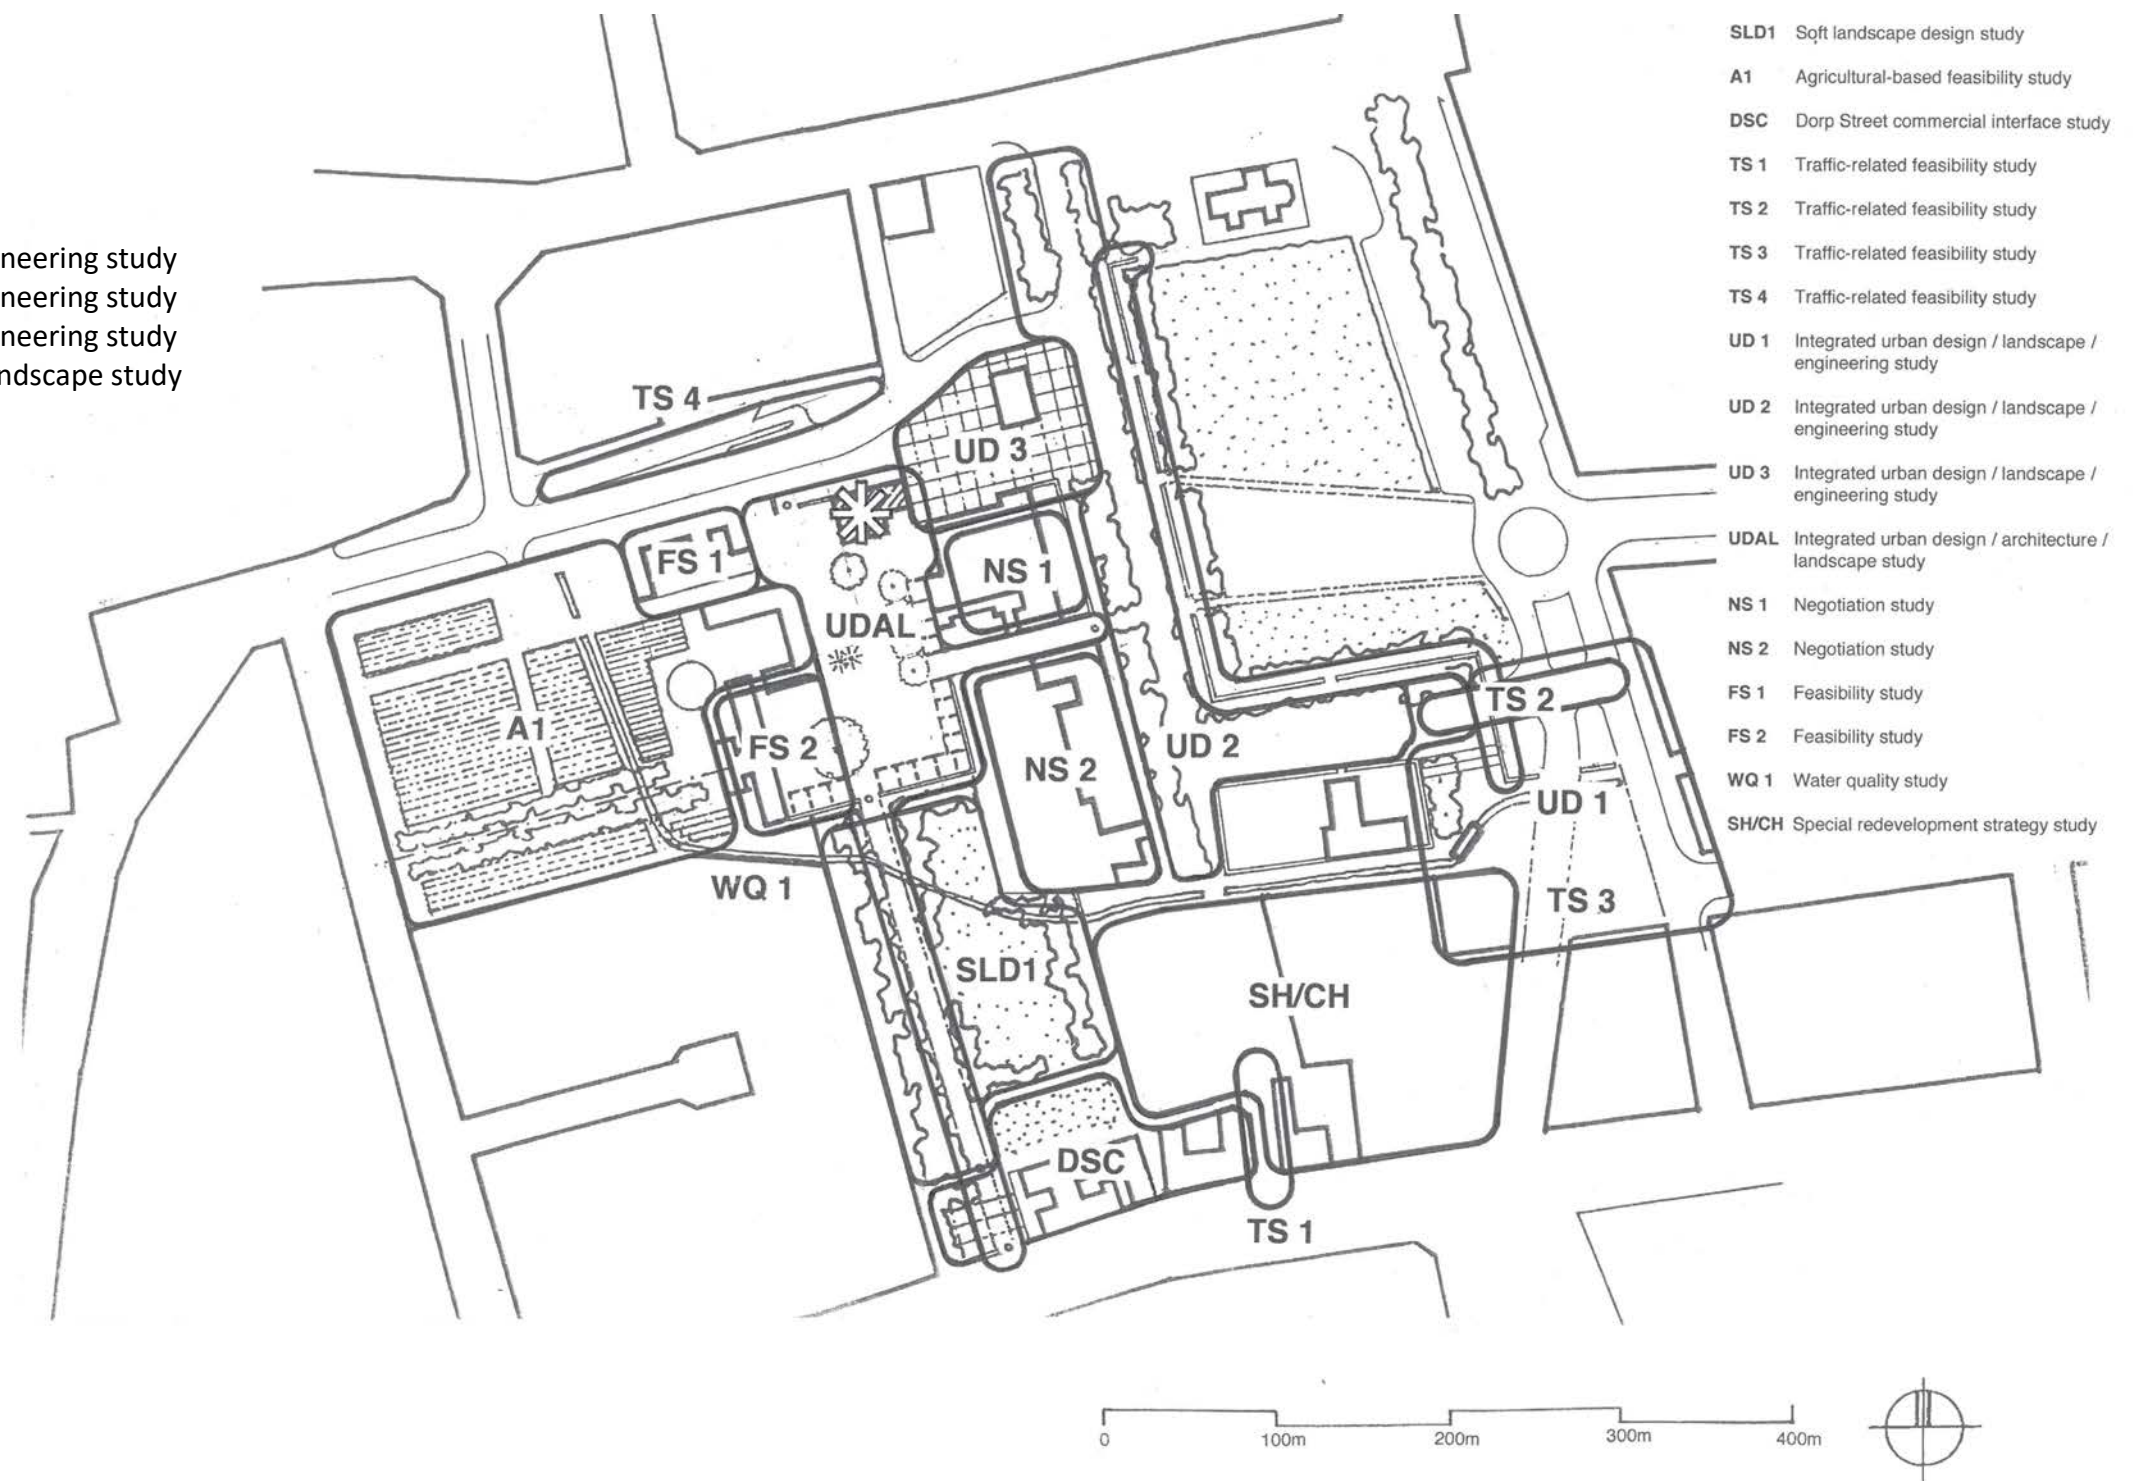 neering study
neering study
neering study
ndscape study
SLD1 Soft landscape design study
A1 Agricultural-based feasibility study
DSC Dorp Street commercial interface study
TS 1 Traffic-related feasibility study
TS 2 Traffic-related feasibility study
TS 3 Traffic-related feasibility study
TS 4 Traffic-related feasibility study
UD 1 Integrated urban design / landscape /
engineering study
UD 2 Integrated urban design / landscape /
engineering study
UD 3 Integrated urban design / landscape /
engineering study
UDAL Integrated urban design / architecture /
landscape study
NS 1 Negotiation study
NS 2 Negotiation study
FS 1 Feasibility study
FS 2 Feasibility study
WQ 1 Water quality study
SH/CH Special redevelopment strategy study
TS 4
UD 3
FS 1
NS 1
UDAL
TS 2
A1
FS 2
NS 2
UD 2
UD 1
WQ 1
TS 3
SLD1
SH/CH
DSC
TS 1
0 100m 200m 300m 400m